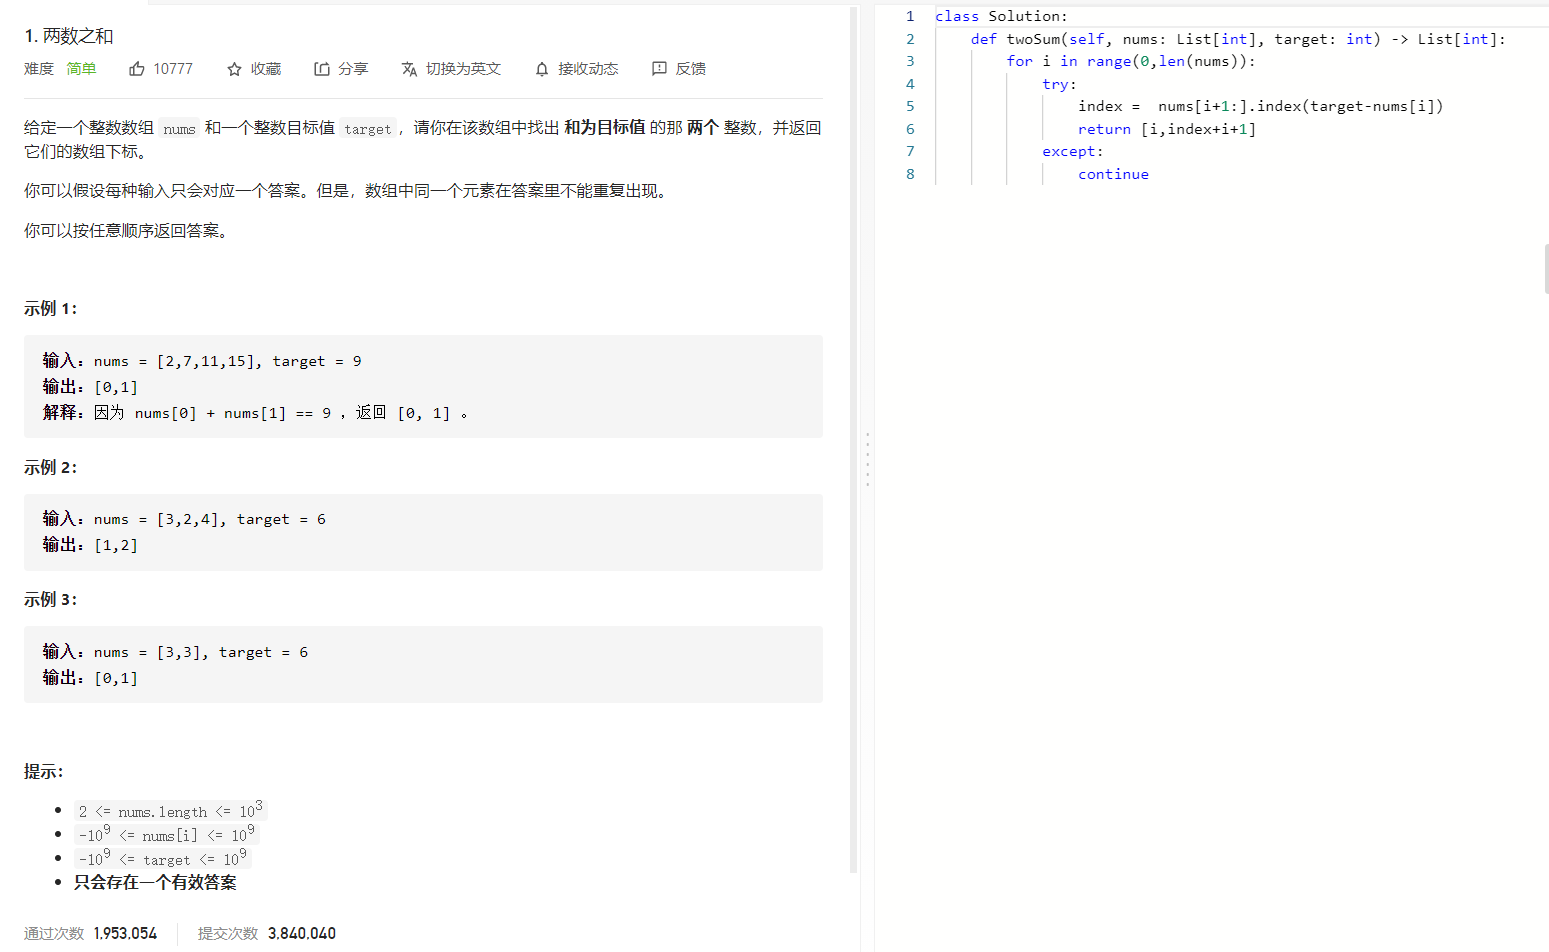 1. 两数之和
难度 简单 10777 收藏 分享 切换为英文 接收动态 反馈
给定一个整数数组 nums 和一个整数目标值 target，请你在该数组中找出 和为目标值 的那 两个 整数，并返回
它们的数组下标。
你可以假设每种输入只会对应一个答案。但是，数组中同一个元素在答案里不能重复出现。
你可以按任意顺序返回答案。
示例 1：
输入：nums = [2,7,11,15], target = 9
输出：[0,1]
解释：因为 nums[0] + nums[1] == 9 ，返回 [0, 1] 。
示例 2：
输入：nums = [3,2,4], target = 6
输出：[1,2]
示例 3：
输入：nums = [3,3], target = 6
输出：[0,1]
提示：
• 2 <= nums.length <= 10³
• -10⁹ <= nums[i] <= 10⁹
• -10⁹ <= target <= 10⁹
• 只会存在一个有效答案
通过次数 1,953,054 提交次数 3,840,040
1 class Solution:
2     def twoSum(self, nums: List[int], target: int) -> List[int]:
3         for i in range(0,len(nums)):
4             try:
5                 index =  nums[i+1:].index(target-nums[i])
6                 return [i,index+i+1]
7             except:
8                 continue